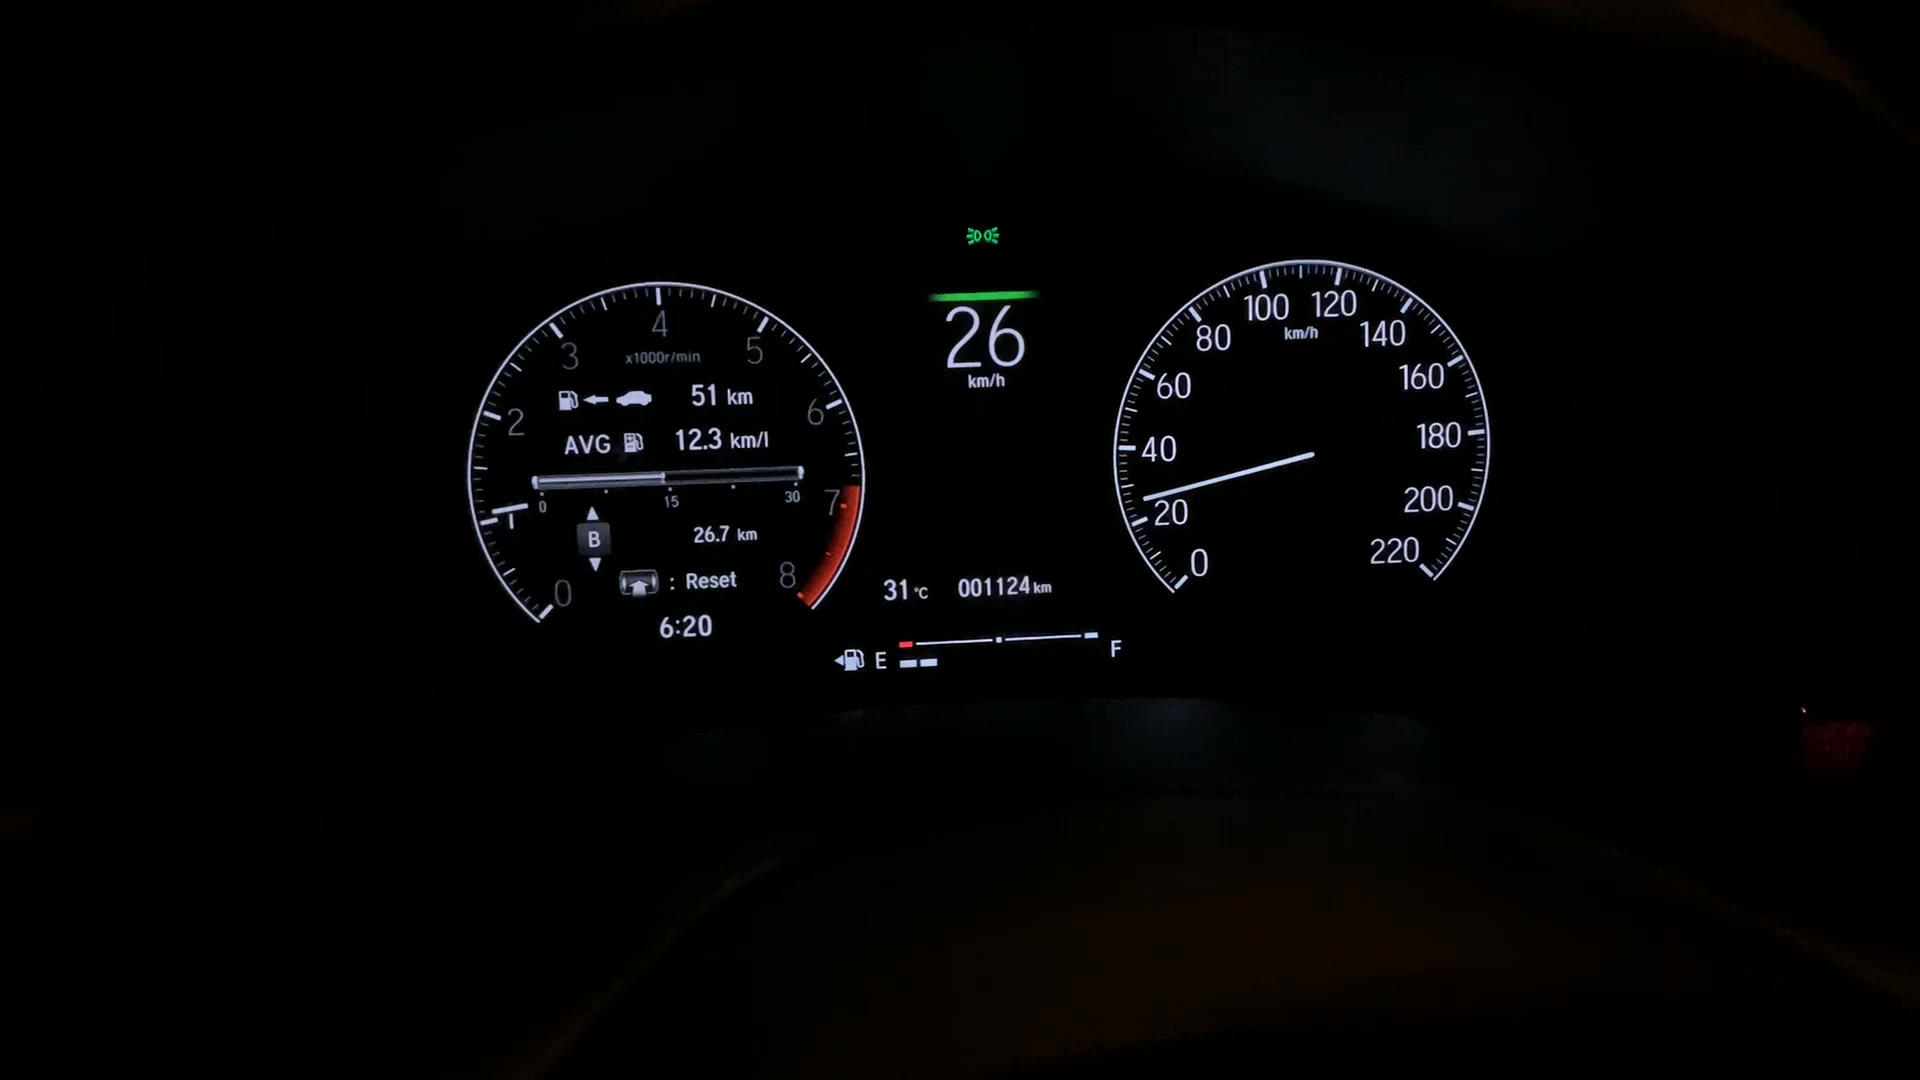 4
3
5
x1000r/min
51 km
2
6
AVG 12.3 km/l
0 15 30
7
1
B 26.7 km
: Reset
0
8
6:20
26
km/h
31 °C 001124 km
E F
100 120
80 km/h 140
60 160
40 180
20 200
0 220